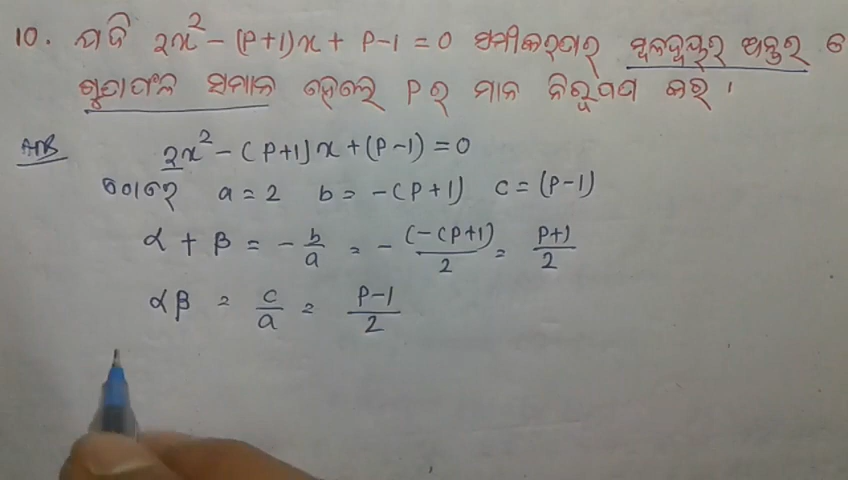 10. ଯଦି 2x² - (P+1)x + P-1 = 0 ସମୀକରଣର ମୂଳଦ୍ୱୟର ଅନ୍ତର ଓ
ଗୁଣଫଳ ସମାନ ହେଲେ P ର ମାନ ନିରୂପଣ କର ।
Ans 2x² - (P+1)x + (P-1) = 0
ଏଠାରେ a = 2 b = -(P+1) c = (P-1)
α + β = - b/a = - (-(P+1))/2 = P+1/2
αβ = c/a = P-1/2